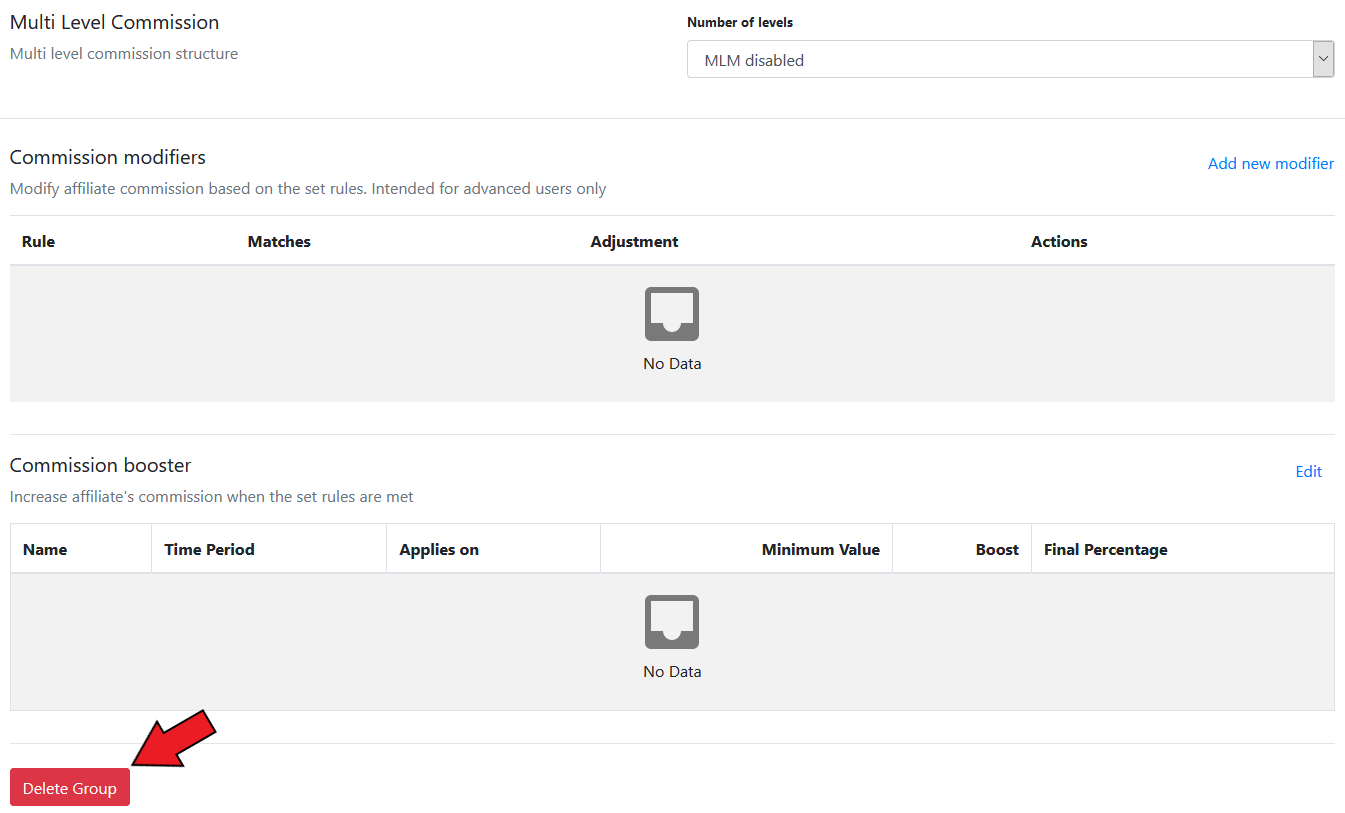 Multi Level Commission
Multi level commission structure
Number of levels
MLM disabled
Commission modifiers
Add new modifier
Modify affiliate commission based on the set rules. Intended for advanced users only
Rule Matches Adjustment Actions
No Data
Commission booster
Edit
Increase affiliate's commission when the set rules are met
Name Time Period Applies on Minimum Value Boost Final Percentage
No Data
Delete Group